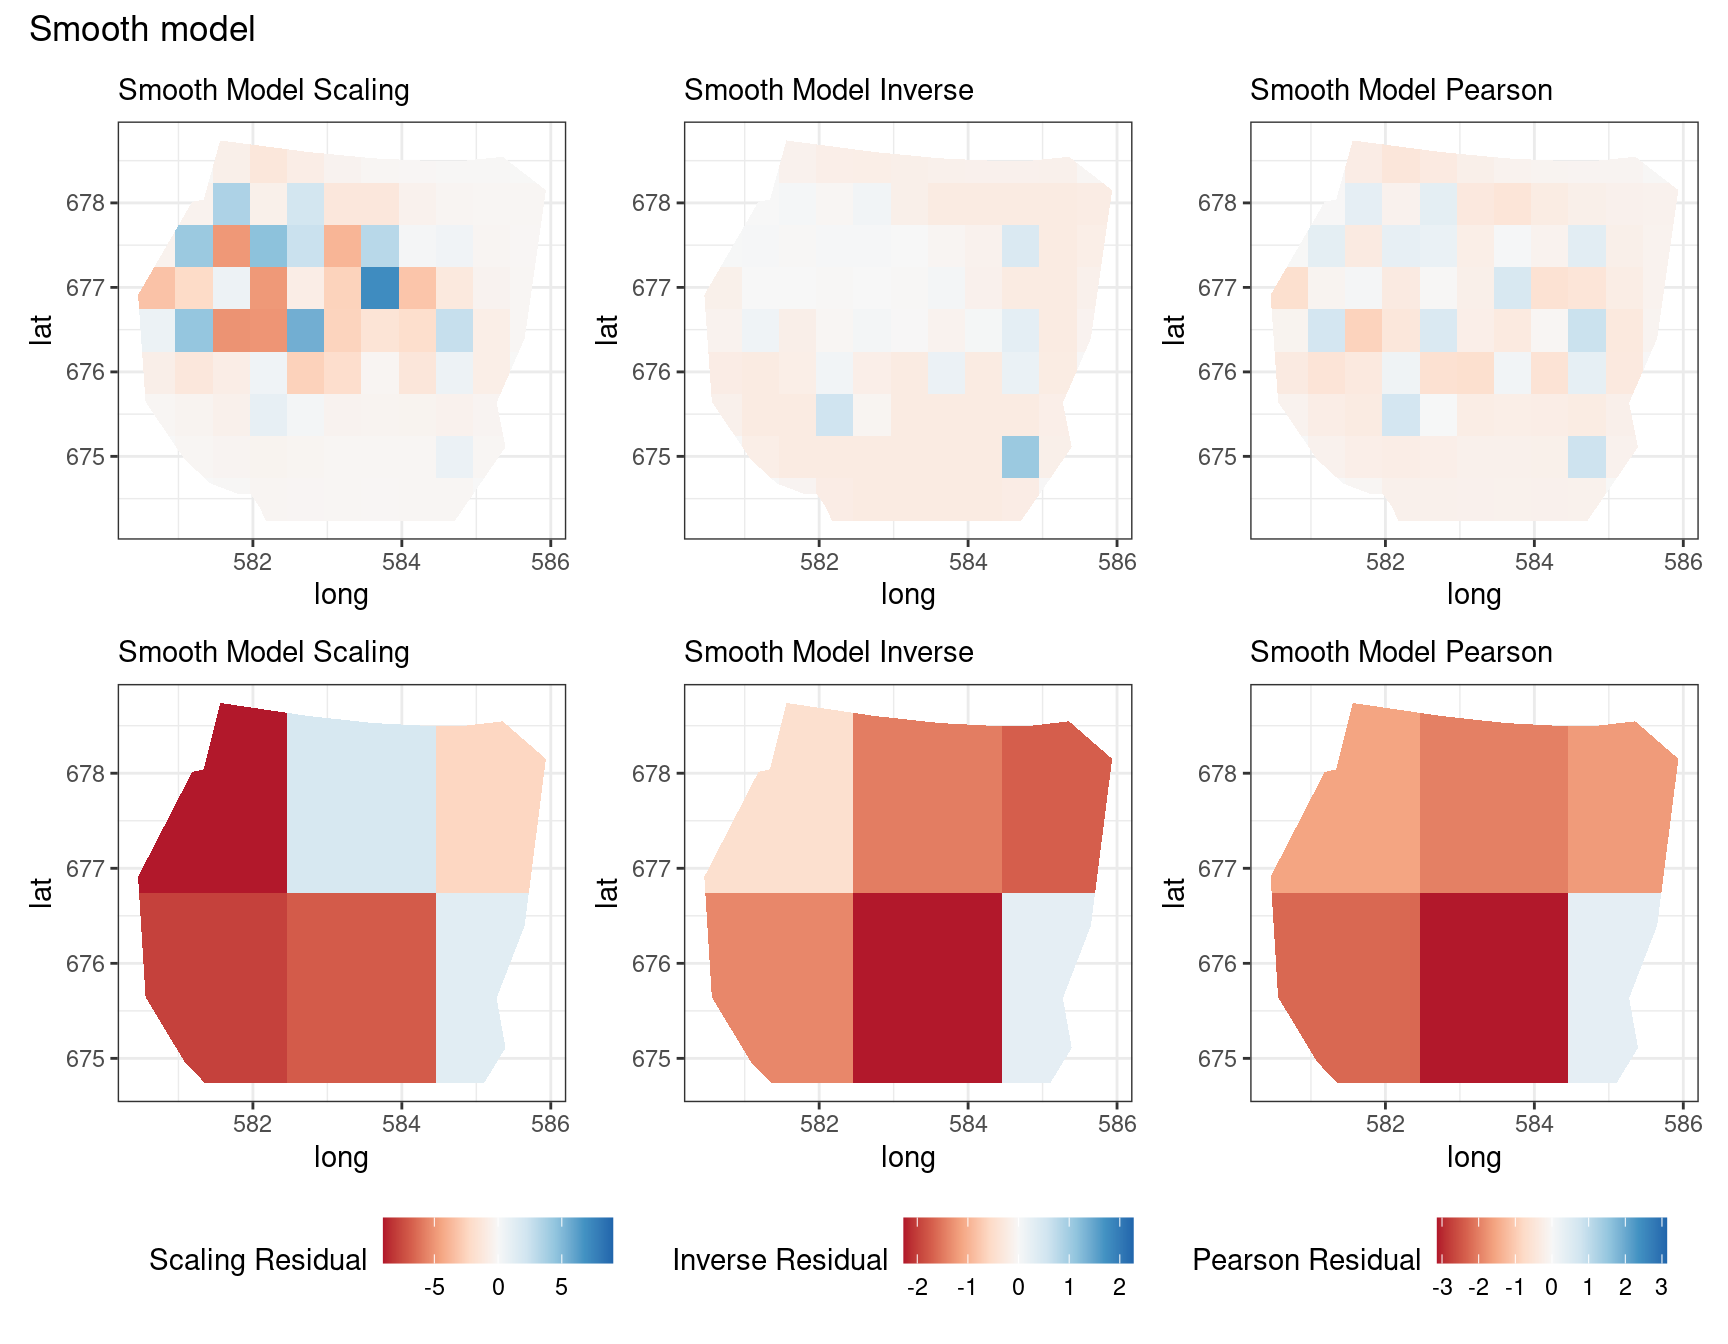 Smooth model
Smooth Model Scaling
Smooth Model Inverse
Smooth Model Pearson
678
677
676
675
lat
582
584
586
long
678
677
676
675
lat
582
584
586
long
678
677
676
675
lat
582
584
586
long
Smooth Model Scaling
Smooth Model Inverse
Smooth Model Pearson
678
677
676
675
lat
582
584
586
long
678
677
676
675
lat
582
584
586
long
678
677
676
675
lat
582
584
586
long
Scaling Residual
-5 0 5
Inverse Residual
-2 -1 0 1 2
Pearson Residual
-3 -2 -1 0 1 2 3